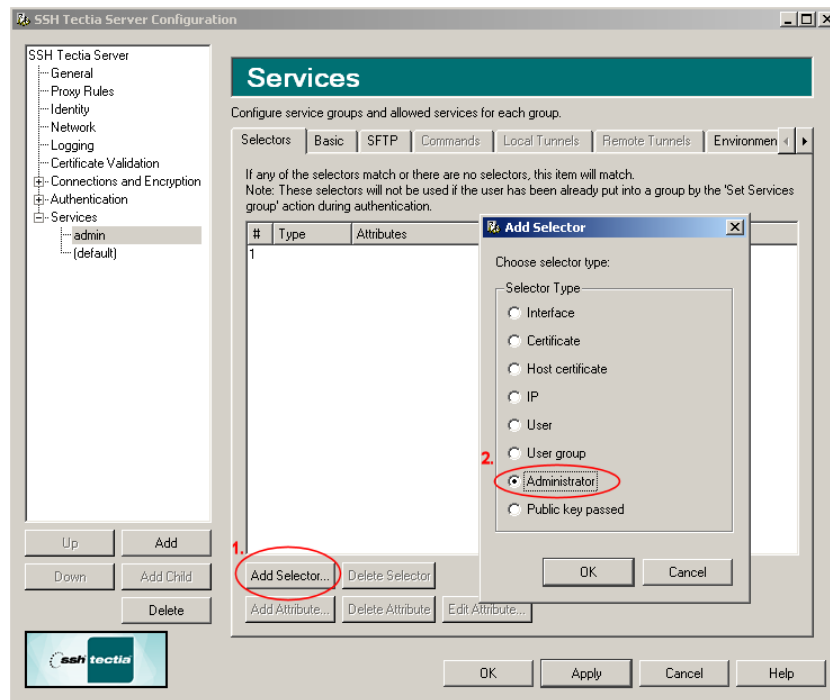 SSH Tectia Server Configuration
SSH Tectia Server
General
Proxy Rules
Identity
Network
Logging
Certificate Validation
Connections and Encryption
Authentication
Services
admin
(default)
Up Add
Down Add Child
Delete
ssh tectia
Services
Configure service groups and allowed services for each group.
Selectors Basic SFTP Commands Local Tunnels Remote Tunnels Environmen
If any of the selectors match or there are no selectors, this item will match.
Note: These selectors will not be used if the user has been already put into a group by the 'Set Services
group' action during authentication.
# Type Attributes
1
1.
Add Selector... Delete Selector
Add Attribute... Delete Attribute Edit Attribute...
Add Selector
Choose selector type:
Selector Type
Interface
Certificate
Host certificate
IP
User
User group
2.
Administrator
Public key passed
OK Cancel
OK Apply Cancel Help